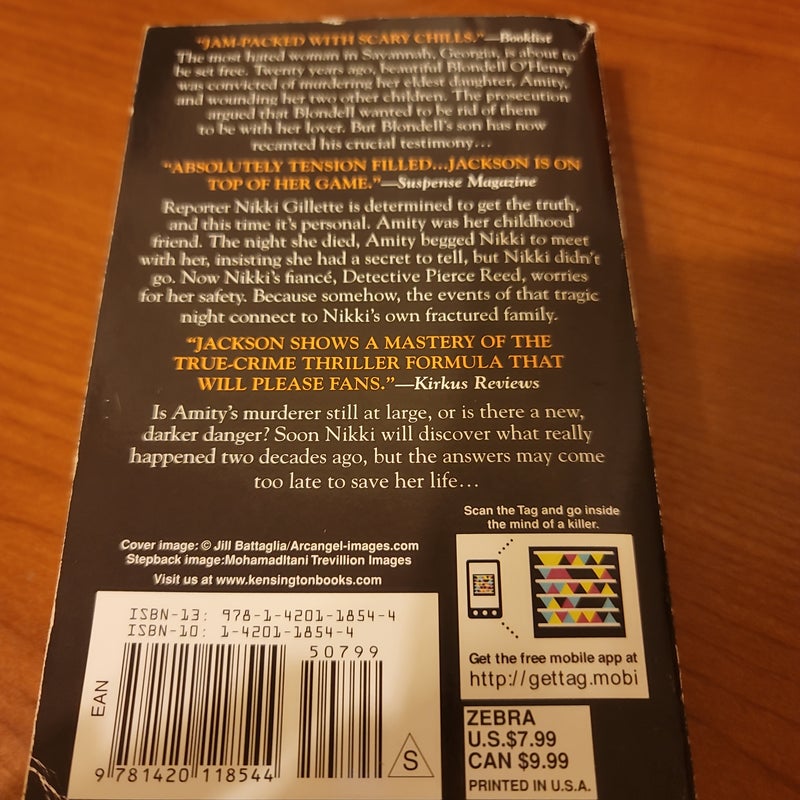 "JAM-PACKED WITH SCARY CHILLS."—Booklist
The most hated woman in Savannah, Georgia, is about to
be set free. Twenty years ago, beautiful Blondell O'Henry
was convicted of murdering her eldest daughter, Amity,
and wounding her two other children. The prosecution
argued that Blondell wanted to be rid of them
to be with her lover. But Blondell's son has now
recanted his crucial testimony…
"ABSOLUTELY TENSION FILLED…JACKSON IS ON
TOP OF HER GAME."—Suspense Magazine
Reporter Nikki Gillette is determined to get the truth,
and this time it's personal. Amity was her childhood
friend. The night she died, Amity begged Nikki to meet
with her, insisting she had a secret to tell, but Nikki didn't
go. Now Nikki's fiancé, Detective Pierce Reed, worries
for her safety. Because somehow, the events of that tragic
night connect to Nikki's own fractured family.
"JACKSON SHOWS A MASTERY OF THE
TRUE-CRIME THRILLER FORMULA THAT
WILL PLEASE FANS."—Kirkus Reviews
Is Amity's murderer still at large, or is there a new,
darker danger? Soon Nikki will discover what really
happened two decades ago, but the answers may come
too late to save her life…
Scan the Tag and go inside
the mind of a killer.
Cover image: © Jill Battaglia/Arcangel-images.com
Stepback image:MohamadItani Trevillion Images
Visit us at www.kensingtonbooks.com
ISBN-13: 978-1-4201-1854-4
ISBN-10: 1-4201-1854-4
50799
EAN
9 781420 118544
S
Get the free mobile app at
http://gettag.mobi
ZEBRA
U.S.$7.99
CAN $9.99
PRINTED IN U.S.A.